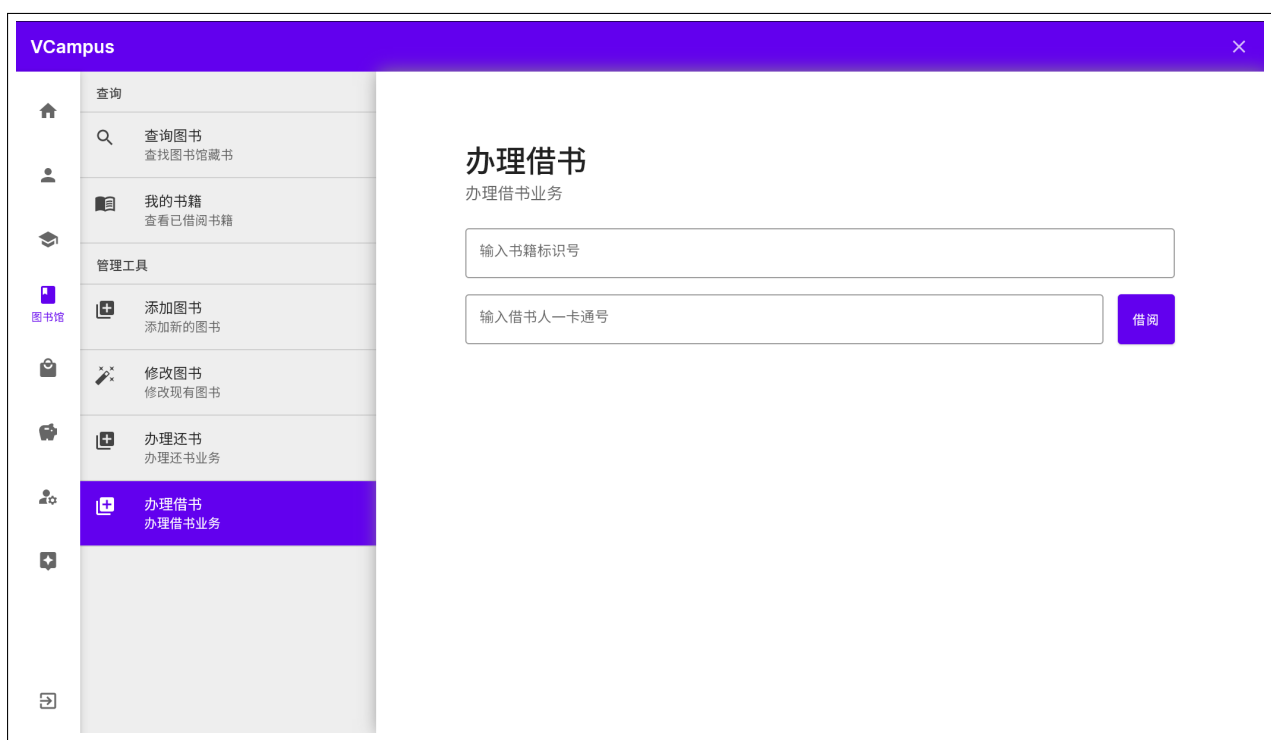 VCampus
查询
查询图书
查找图书馆藏书
我的书籍
查看已借阅书籍
管理工具
添加图书
添加新的图书
修改图书
修改现有图书
办理还书
办理还书业务
办理借书
办理借书业务
图书馆
办理借书
办理借书业务
输入书籍标识号
输入借书人一卡通号
借阅